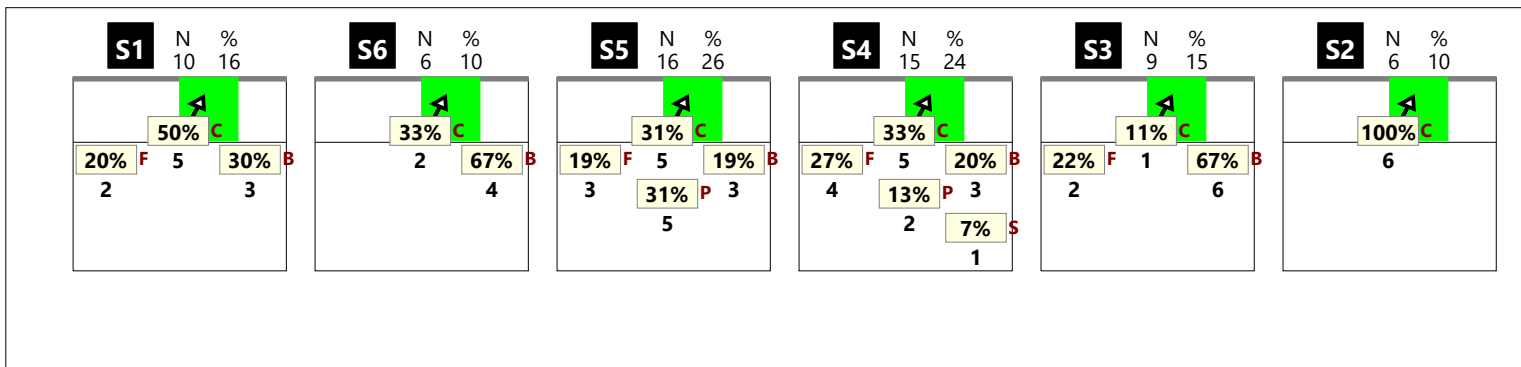 S1 N % 10 16
50% C 5
20% F 2
30% B 3
S6 N % 6 10
33% C 2
67% B 4
S5 N % 16 26
31% C 5
19% F 3
19% B 3
31% P 5
S4 N % 15 24
33% C 5
27% F 4
20% B 3
13% P 2
7% S 1
S3 N % 9 15
11% C 1
22% F 2
67% B 6
S2 N % 6 10
100% C 6